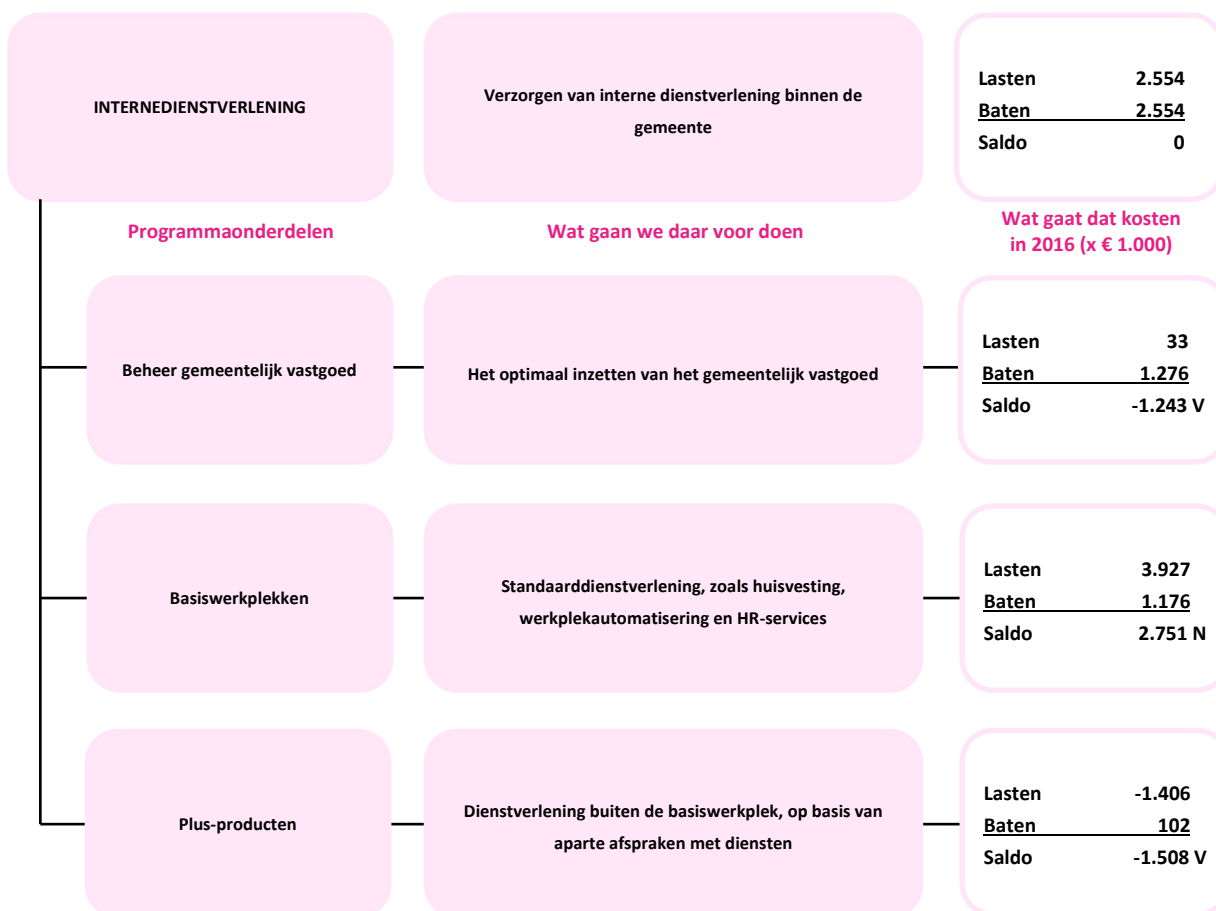 INTERNEDIENSTVERLENING
Verzorgen van interne dienstverlening binnen de
gemeente
Lasten 2.554
Baten 2.554
Saldo 0
Programmaonderdelen
Wat gaan we daar voor doen
Wat gaat dat kosten
in 2016 (x € 1.000)
Beheer gemeentelijk vastgoed
Het optimaal inzetten van het gemeentelijk vastgoed
Lasten 33
Baten 1.276
Saldo -1.243 V
Basiswerkplekken
Standaarddienstverlening, zoals huisvesting,
werkplekautomatisering en HR-services
Lasten 3.927
Baten 1.176
Saldo 2.751 N
Plus-producten
Dienstverlening buiten de basiswerkplek, op basis van
aparte afspraken met diensten
Lasten -1.406
Baten 102
Saldo -1.508 V